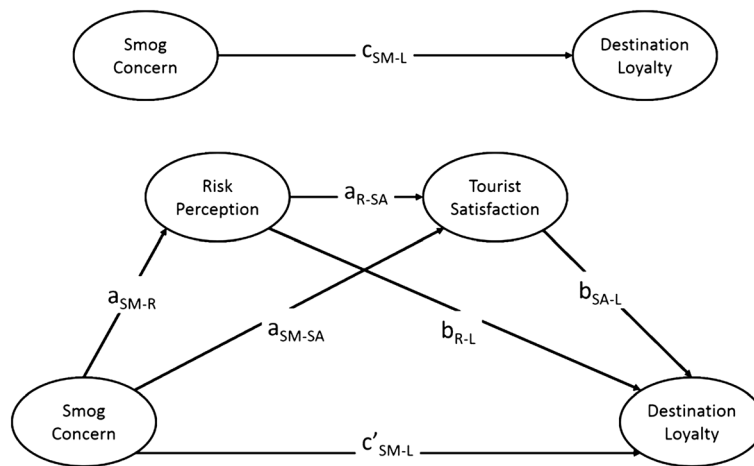 Smog
Concern
c_SM-L
Destination
Loyalty
Risk
Perception
a_R-SA
Tourist
Satisfaction
a_SM-R
a_SM-SA
b_R-L
b_SA-L
Smog
Concern
c'_SM-L
Destination
Loyalty